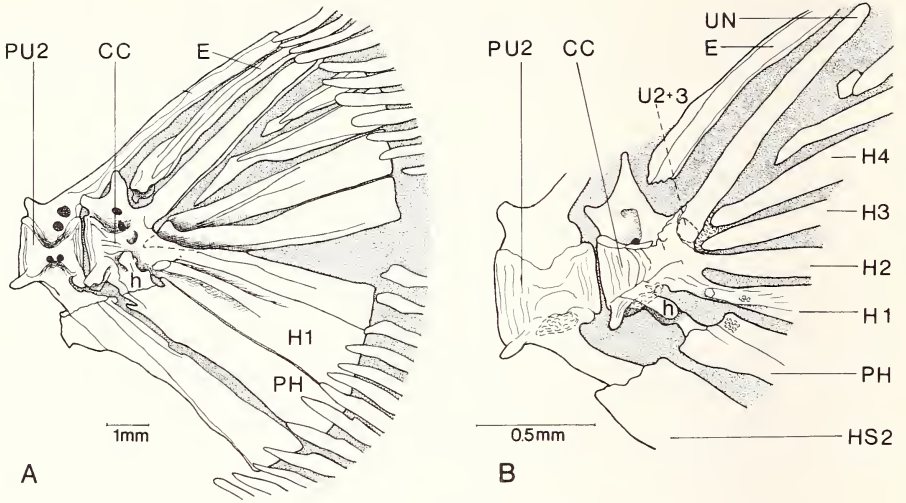 PU2 CC E
h
H1
PH
1mm
A
UN
E
PU2 CC
U2+3
H4
H3
H2
h
H1
PH
0.5mm
HS2
B